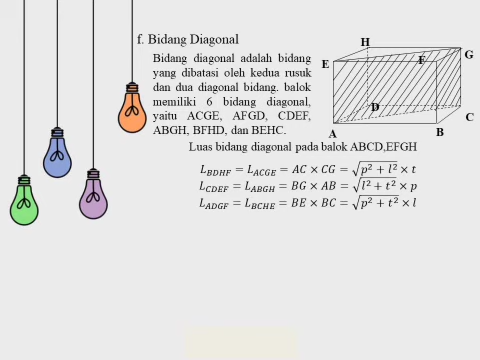 f. Bidang Diagonal
Bidang diagonal adalah bidang
yang dibatasi oleh kedua rusuk
dan dua diagonal bidang. balok
memiliki 6 bidang diagonal,
yaitu ACGE, AFGD, CDEF,
ABGH, BFHD, dan BEHC.
H
G
E
F
D
C
A
B
Luas bidang diagonal pada balok ABCD,EFGH
L_{BDHF} = L_{ACGE} = AC × CG = √(p² + l²) × t
L_{CDEF} = L_{ABGH} = BG × AB = √(l² + t²) × p
L_{ADGF} = L_{BCHE} = BE × BC = √(p² + t²) × l